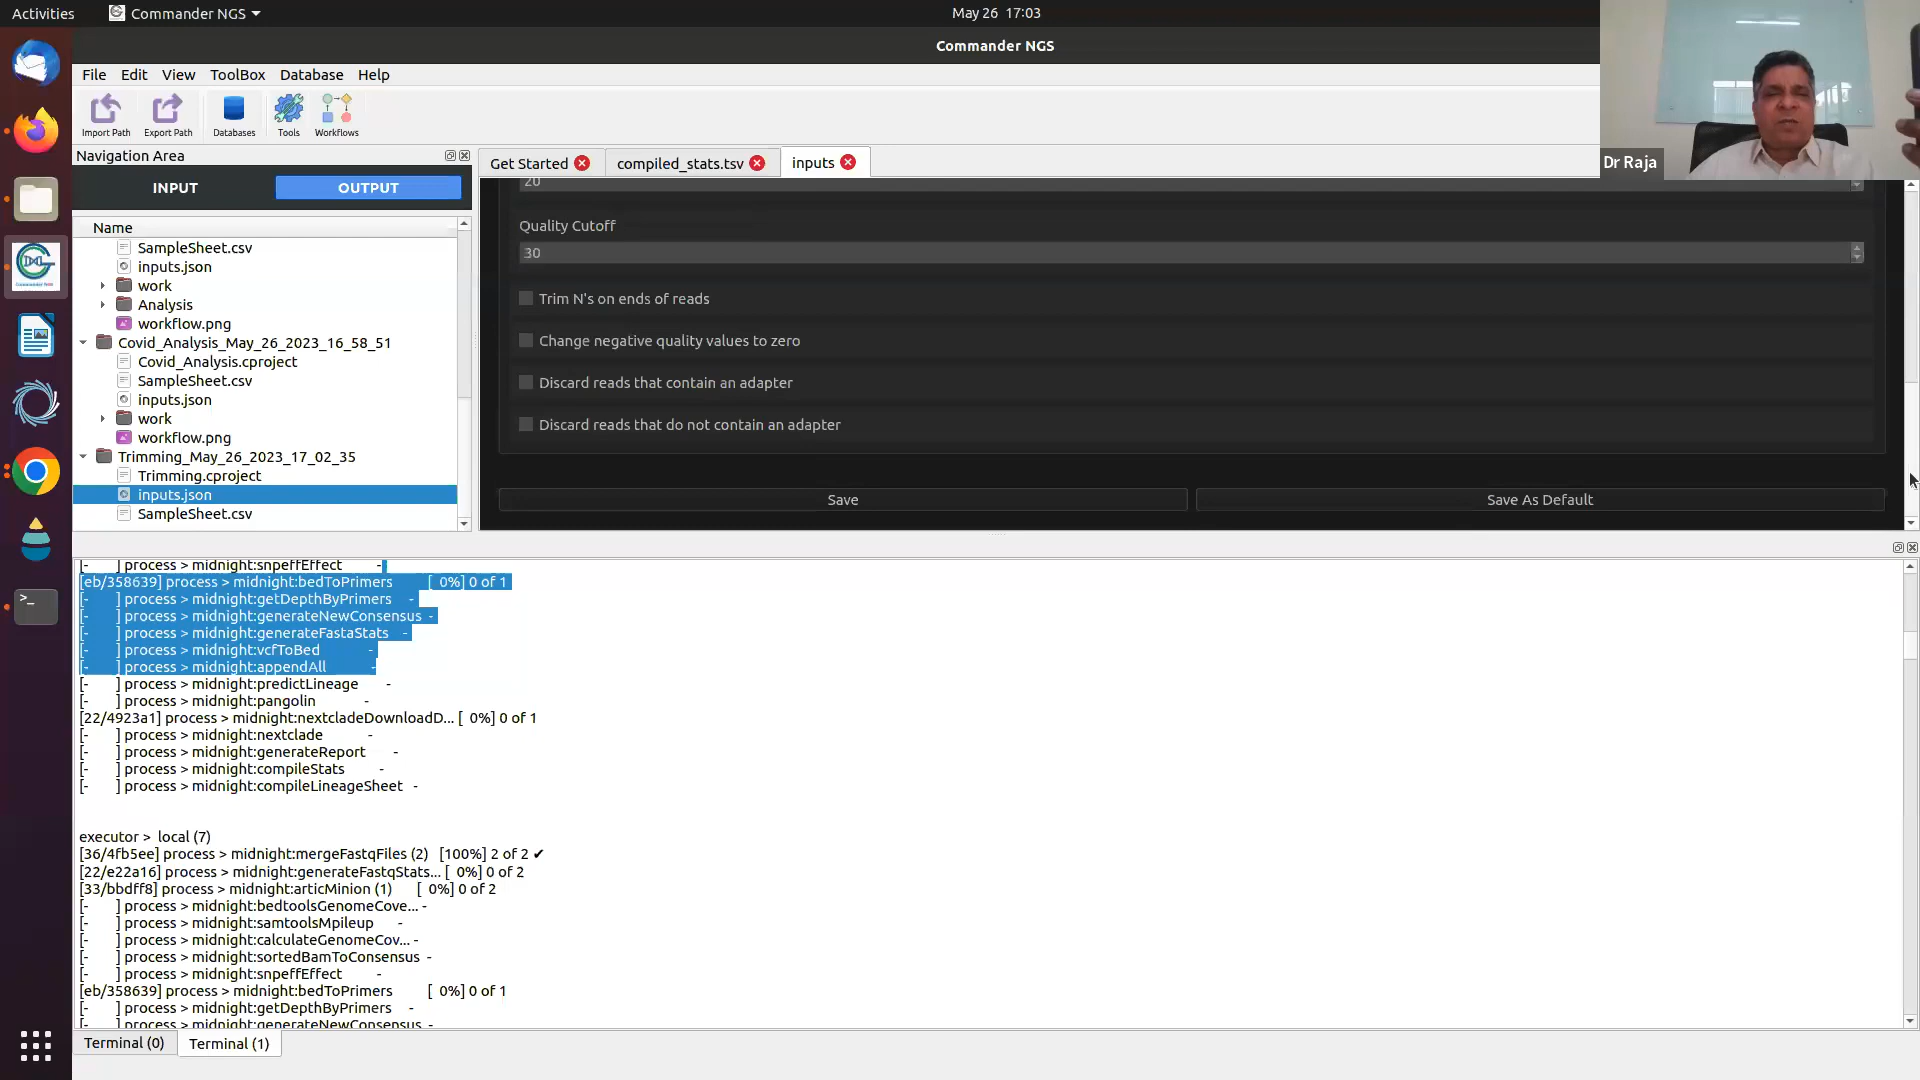 Activities
Commander NGS
May 26 17:03
Commander NGS
File Edit View ToolBox Database Help
Import Path Export Path Databases Tools Workflows
Dr Raja
Navigation Area
INPUT OUTPUT
Name
SampleSheet.csv
inputs.json
work
Analysis
workflow.png
Covid_Analysis_May_26_2023_16_58_51
Covid_Analysis.cproject
SampleSheet.csv
inputs.json
work
workflow.png
Trimming_May_26_2023_17_02_35
Trimming.cproject
inputs.json
SampleSheet.csv
Get Started compiled_stats.tsv inputs
20
Quality Cutoff
30
Trim N's on ends of reads
Change negative quality values to zero
Discard reads that contain an adapter
Discard reads that do not contain an adapter
Save Save As Default
[- ] process > midnight:snpeffEffect -
[eb/358639] process > midnight:bedToPrimers [ 0%] 0 of 1
[- ] process > midnight:getDepthByPrimers -
[- ] process > midnight:generateNewConsensus -
[- ] process > midnight:generateFastaStats -
[- ] process > midnight:vcfToBed -
[- ] process > midnight:appendAll -
[- ] process > midnight:predictLineage -
[- ] process > midnight:pangolin -
[22/4923a1] process > midnight:nextcladeDownloadD... [ 0%] 0 of 1
[- ] process > midnight:nextclade -
[- ] process > midnight:generateReport -
[- ] process > midnight:compileStats -
[- ] process > midnight:compileLineageSheet -
executor > local (7)
[36/4fb5ee] process > midnight:mergeFastqFiles (2) [100%] 2 of 2 ✔
[22/e22a16] process > midnight:generateFastqStats... [ 0%] 0 of 2
[33/bbdff8] process > midnight:articMinion (1) [ 0%] 0 of 2
[- ] process > midnight:bedtoolsGenomeCove... -
[- ] process > midnight:samtoolsMpileup -
[- ] process > midnight:calculateGenomeCov... -
[- ] process > midnight:sortedBamToConsensus -
[- ] process > midnight:snpeffEffect -
[eb/358639] process > midnight:bedToPrimers [ 0%] 0 of 1
[- ] process > midnight:getDepthByPrimers -
[- ] process > midnight:generateNewConsensus -
Terminal (0) Terminal (1)